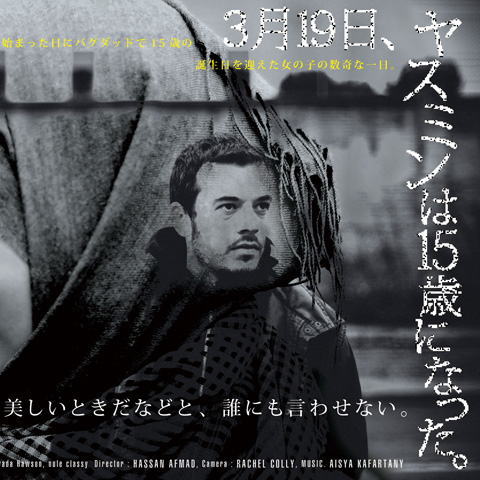 3月19日、
ヤスミンは15歳になった。
始まった日にバグダッドで15歳の
誕生日を迎えた女の子の数奇な一日。
美しいときだなどと、誰にも言わせない。
Hawson, note classy Director : HASSAN AFMAD, Camera : RACHEL COLLY, MUSIC. AISYA KAFARTANY